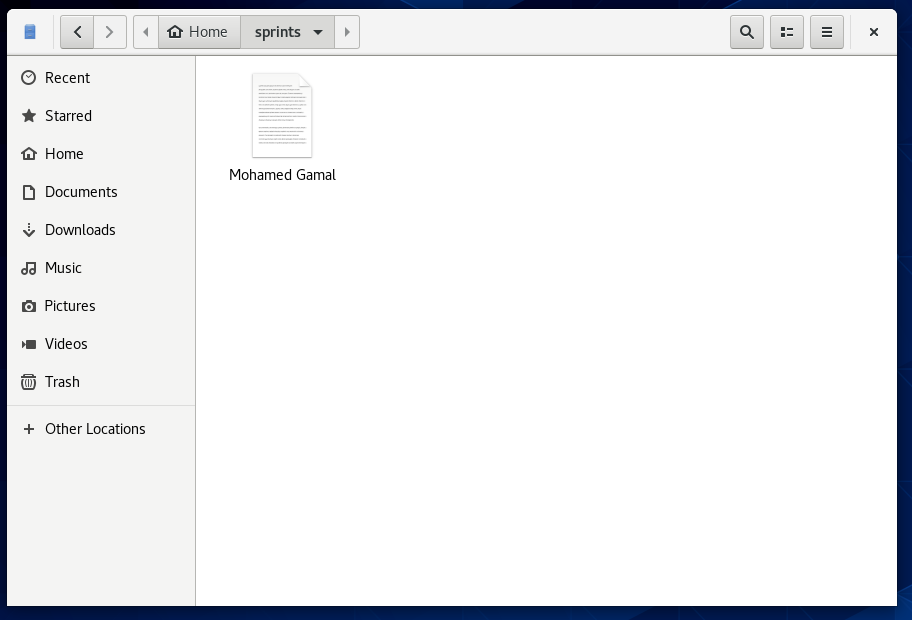 Home
sprints
Recent
Starred
Home
Documents
Downloads
Music
Pictures
Videos
Trash
Other Locations
Mohamed Gamal